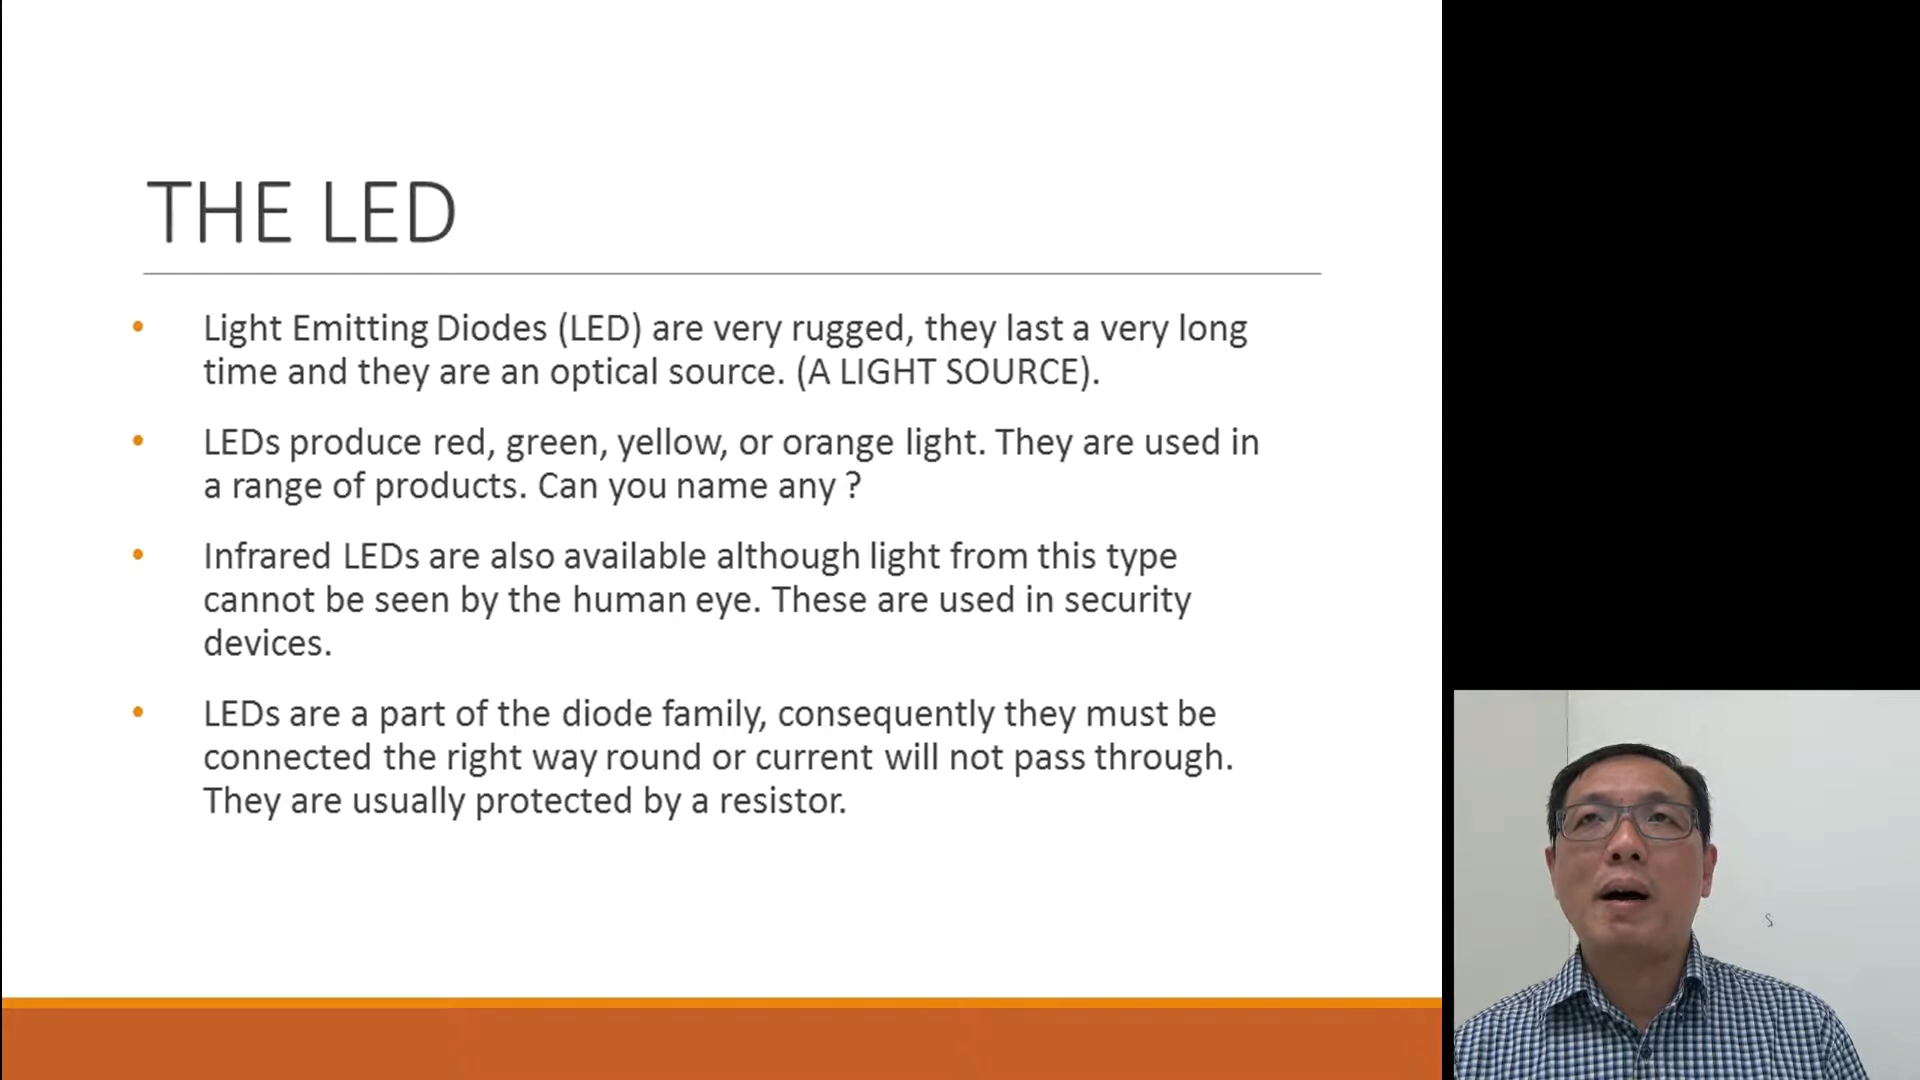 THE LED
• Light Emitting Diodes (LED) are very rugged, they last a very long
time and they are an optical source. (A LIGHT SOURCE).
• LEDs produce red, green, yellow, or orange light. They are used in
a range of products. Can you name any ?
• Infrared LEDs are also available although light from this type
cannot be seen by the human eye. These are used in security
devices.
• LEDs are a part of the diode family, consequently they must be
connected the right way round or current will not pass through.
They are usually protected by a resistor.
S